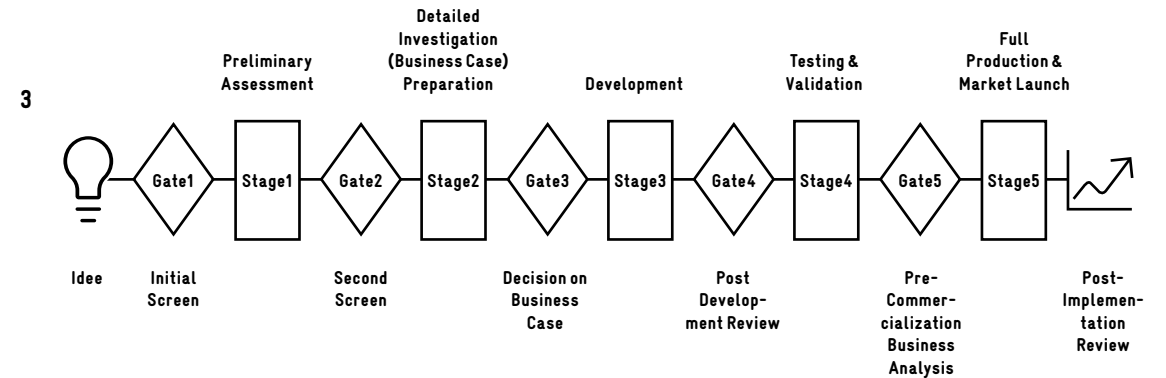 3
Preliminary
Assessment
Detailed
Investigation
(Business Case)
Preparation
Development
Testing &
Validation
Full
Production &
Market Launch
Gate1
Stage1
Gate2
Stage2
Gate3
Stage3
Gate4
Stage4
Gate5
Stage5
Idee
Initial
Screen
Second
Screen
Decision on
Business
Case
Post
Develop-
ment Review
Pre-
Commer-
cialization
Business
Analysis
Post-
Implemen-
tation
Review